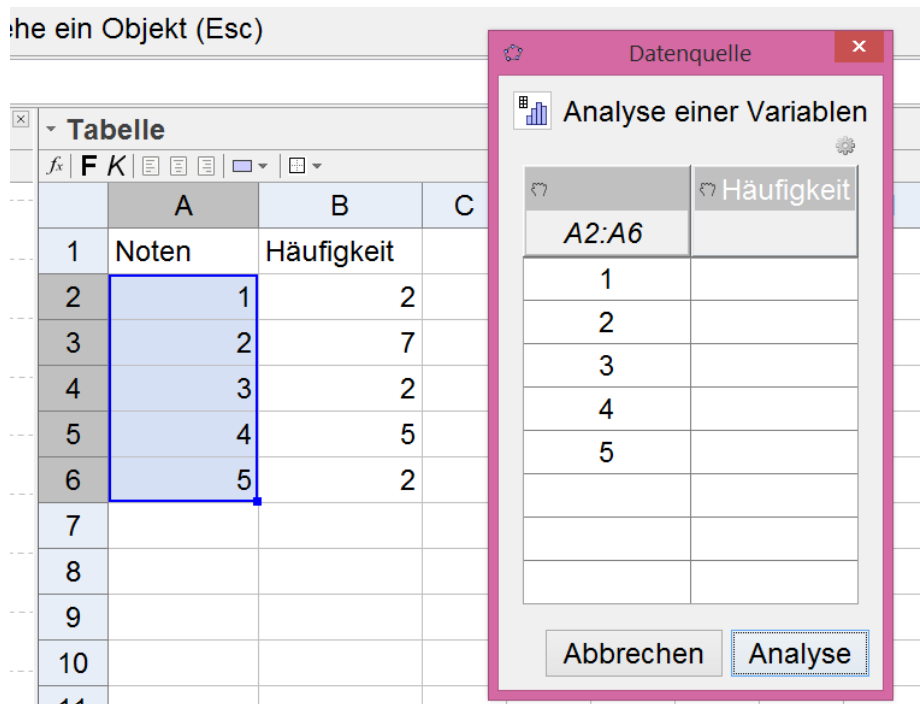 ehe ein Objekt (Esc)
Tabelle
fx F K
A B C
1 Noten Häufigkeit
2 1 2
3 2 7
4 3 2
5 4 5
6 5 2
7
8
9
10
11
Datenquelle
Analyse einer Variablen
Häufigkeit
A2:A6
1
2
3
4
5
Abbrechen Analyse